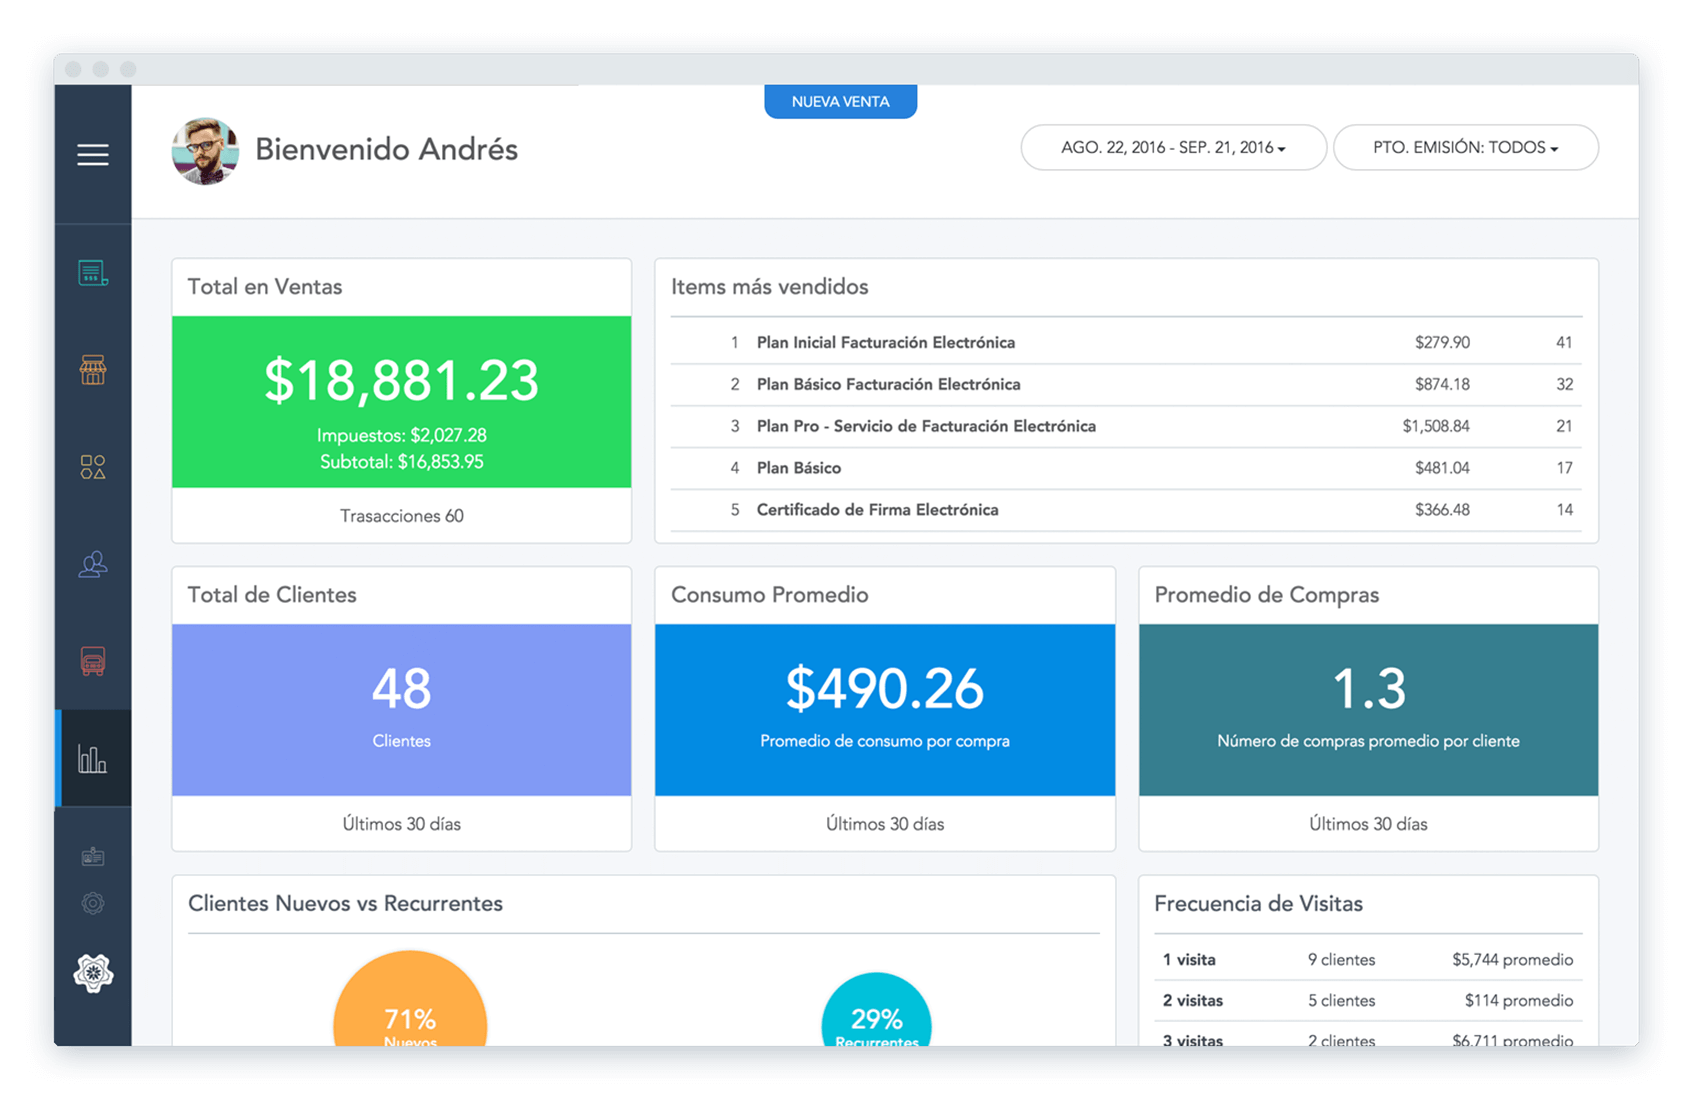 NUEVA VENTA
Bienvenido Andrés
AGO. 22, 2016 - SEP. 21, 2016
PTO. EMISIÓN: TODOS
Total en Ventas
$18,881.23
Impuestos: $2,027.28
Subtotal: $16,853.95
Trasacciones 60
Items más vendidos
1 Plan Inicial Facturación Electrónica $279.90 41
2 Plan Básico Facturación Electrónica $874.18 32
3 Plan Pro - Servicio de Facturación Electrónica $1,508.84 21
4 Plan Básico $481.04 17
5 Certificado de Firma Electrónica $366.48 14
Total de Clientes
48
Clientes
Últimos 30 días
Consumo Promedio
$490.26
Promedio de consumo por compra
Últimos 30 días
Promedio de Compras
1.3
Número de compras promedio por cliente
Últimos 30 días
Clientes Nuevos vs Recurrentes
71%
Nuevos
29%
Recurrentes
Frecuencia de Visitas
1 visita 9 clientes $5,744 promedio
2 visitas 5 clientes $114 promedio
3 visitas 2 clientes $6,711 promedio